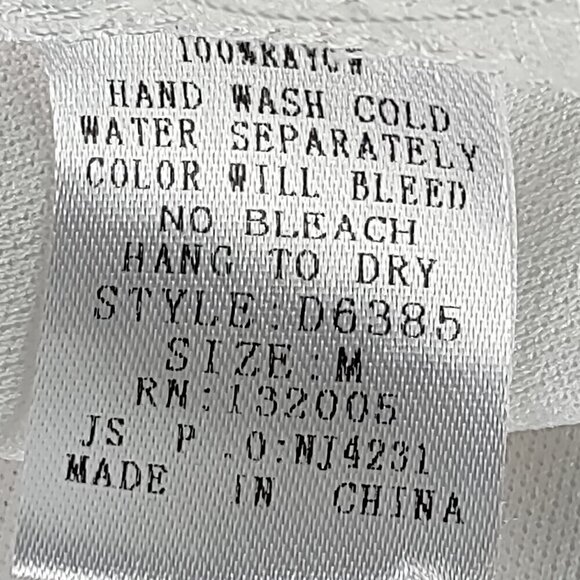 100%RAYON
HAND WASH COLD
WATER SEPARATELY
COLOR WILL BLEED
NO BLEACH
HANG TO DRY
STYLE:D6385
SIZE:M
RN:132005
JS P.O:NJ4231
MADE IN CHINA